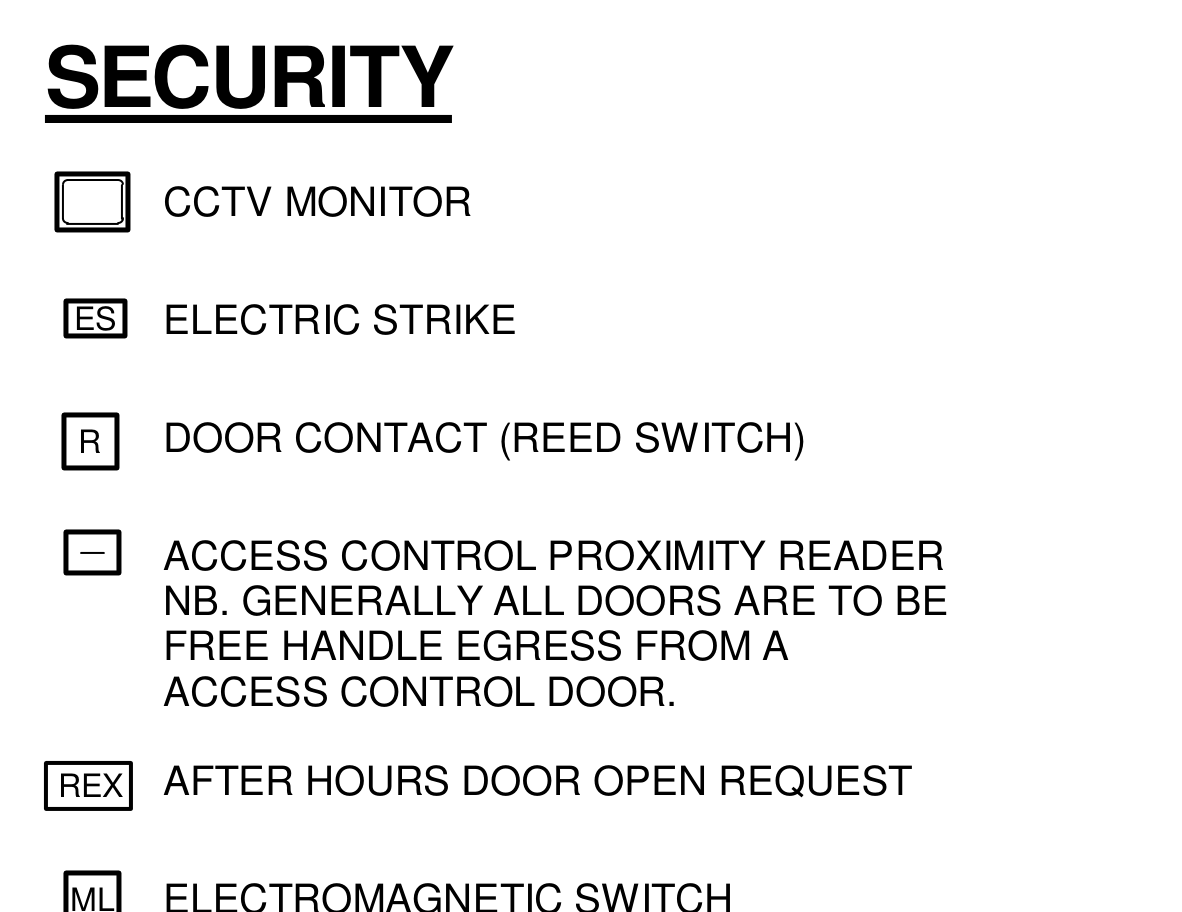 SECURITY
CCTV MONITOR
ES ELECTRIC STRIKE
R DOOR CONTACT (REED SWITCH)
ACCESS CONTROL PROXIMITY READER
NB. GENERALLY ALL DOORS ARE TO BE
FREE HANDLE EGRESS FROM A
ACCESS CONTROL DOOR.
REX AFTER HOURS DOOR OPEN REQUEST
ML ELECTROMAGNETIC SWITCH